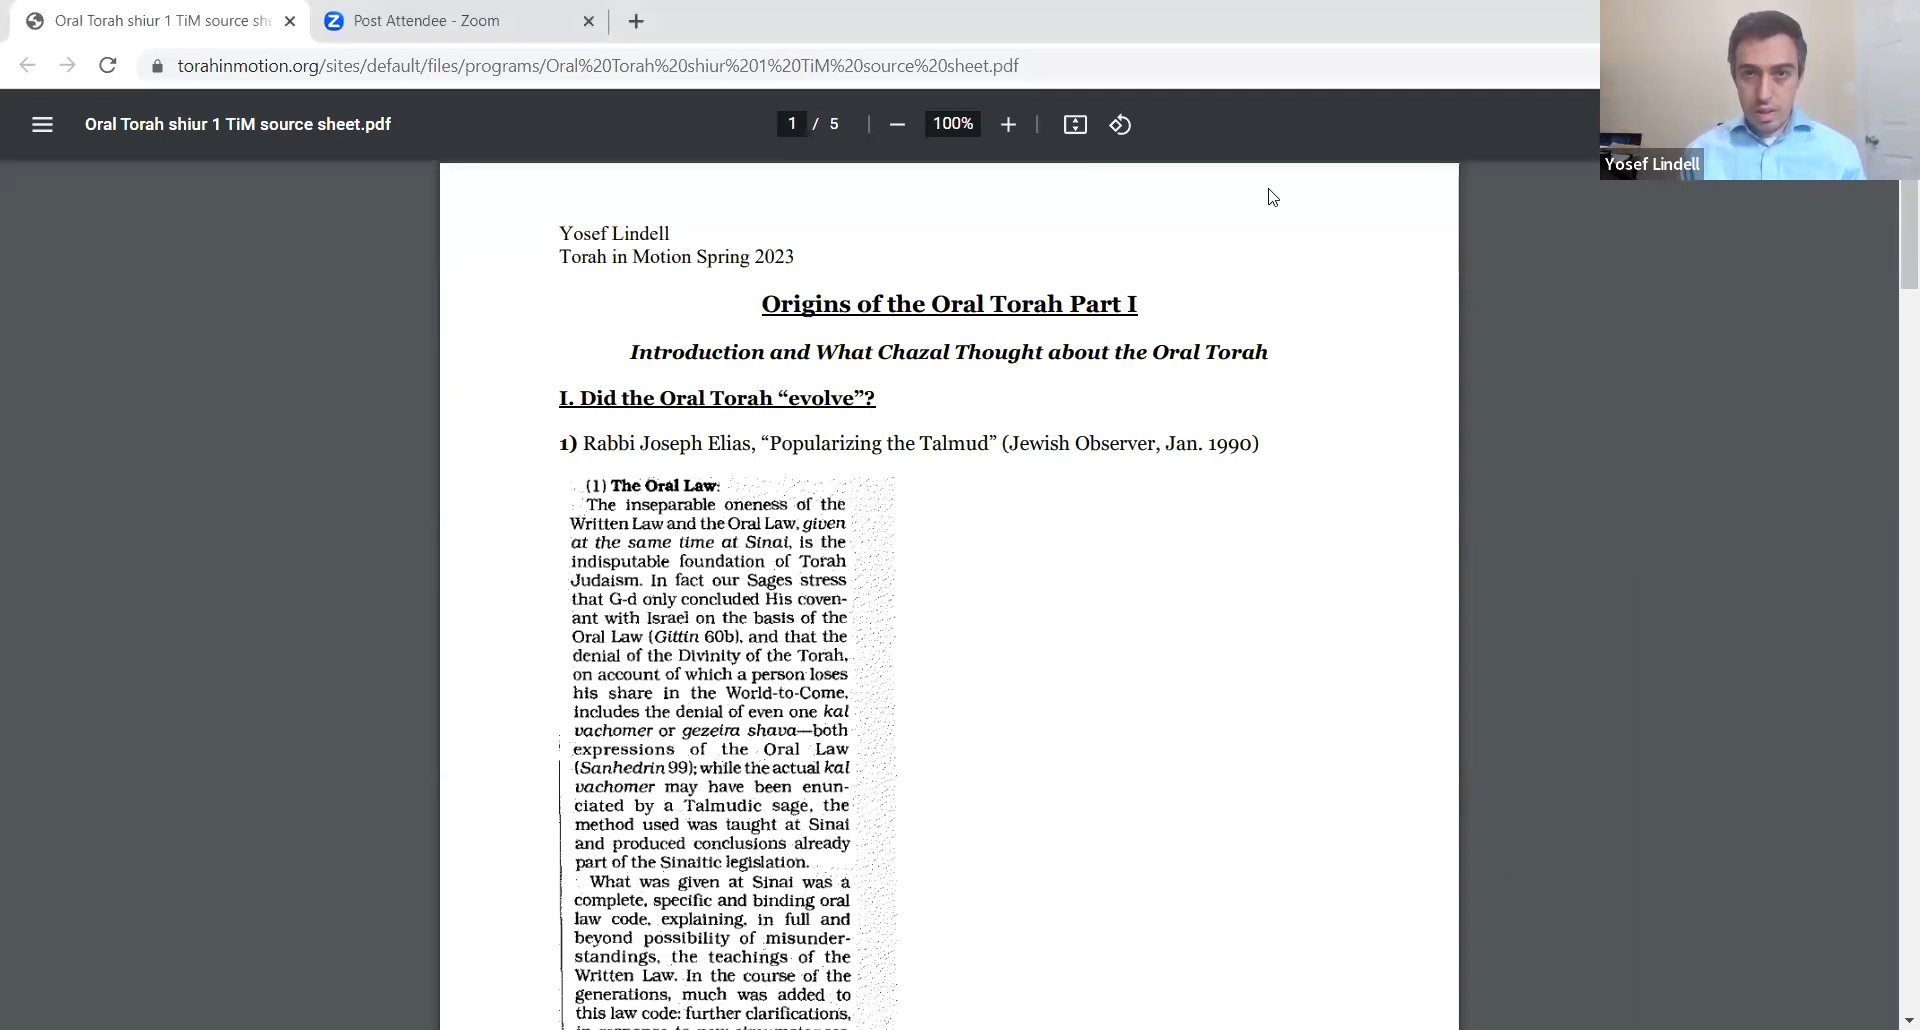 Oral Torah shiur 1 TiM source she
Post Attendee - Zoom
torahinmotion.org/sites/default/files/programs/Oral%20Torah%20shiur%201%20TiM%20source%20sheet.pdf
Oral Torah shiur 1 TiM source sheet.pdf
1 / 5
100%
Yosef Lindell
Yosef Lindell
Torah in Motion Spring 2023
Origins of the Oral Torah Part I
Introduction and What Chazal Thought about the Oral Torah
I. Did the Oral Torah “evolve”?
1) Rabbi Joseph Elias, “Popularizing the Talmud” (Jewish Observer, Jan. 1990)
(1) The Oral Law:
The inseparable oneness of the
Written Law and the Oral Law, given
at the same time at Sinai, is the
indisputable foundation of Torah
Judaism. In fact our Sages stress
that G-d only concluded His coven-
ant with Israel on the basis of the
Oral Law (Gittin 60b), and that the
denial of the Divinity of the Torah,
on account of which a person loses
his share in the World-to-Come,
includes the denial of even one kal
vachomer or gezeira shava—both
expressions of the Oral Law
(Sanhedrin 99); while the actual kal
vachomer may have been enun-
ciated by a Talmudic sage, the
method used was taught at Sinai
and produced conclusions already
part of the Sinaitic legislation.
What was given at Sinai was a
complete, specific and binding oral
law code, explaining, in full and
beyond possibility of misunder-
standings, the teachings of the
Written Law. In the course of the
generations, much was added to
this law code: further clarifications,